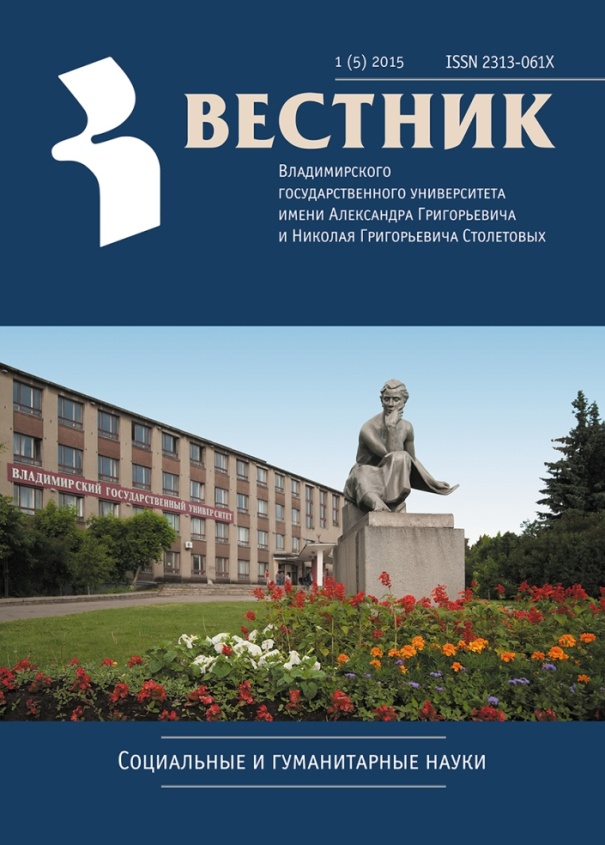 1 (5) 2015 ISSN 2313-061X
ВЕСТНИК
Владимирского
государственного университета
имени Александра Григорьевича
и Николая Григорьевича Столетовых
ВЛАДИМИРСКИЙ ГОСУДАРСТВЕННЫЙ УНИВЕРСИТЕТ
Социальные и гуманитарные науки